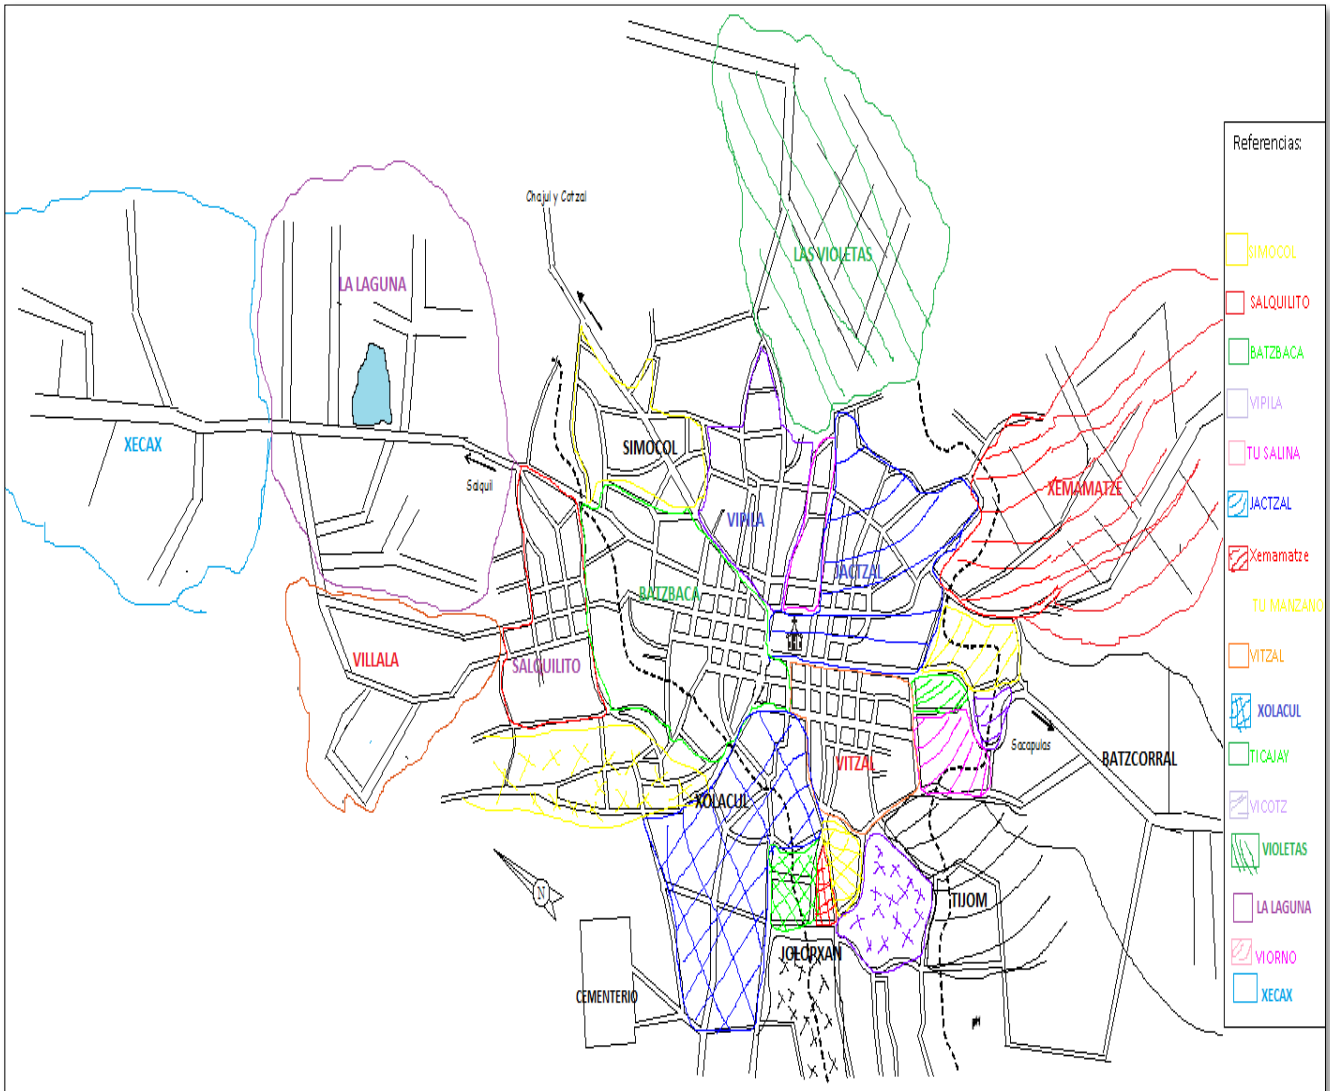 Chajul y Cotzal
LAS VIOLETAS
LA LAGUNA
XECAX
SIMOCOL
Salquil
XEMAMATZE
VIPILA
JACTZAL
BATZBACA
VILLALA
SALQUILITO
Sacapulas
BATZCORRAL
VITZAL
XOLACUL
N
TIJOM
JOLOPXAN
CEMENTERIO
Referencias:
SIMOCOL
SALQUILITO
BATZBACA
VIPILA
TU SALINA
JACTZAL
Xemamatze
TU MANZANO
VITZAL
XOLACUL
TICAJAY
VICOTZ
VIOLETAS
LA LAGUNA
VIORNO
XECAX